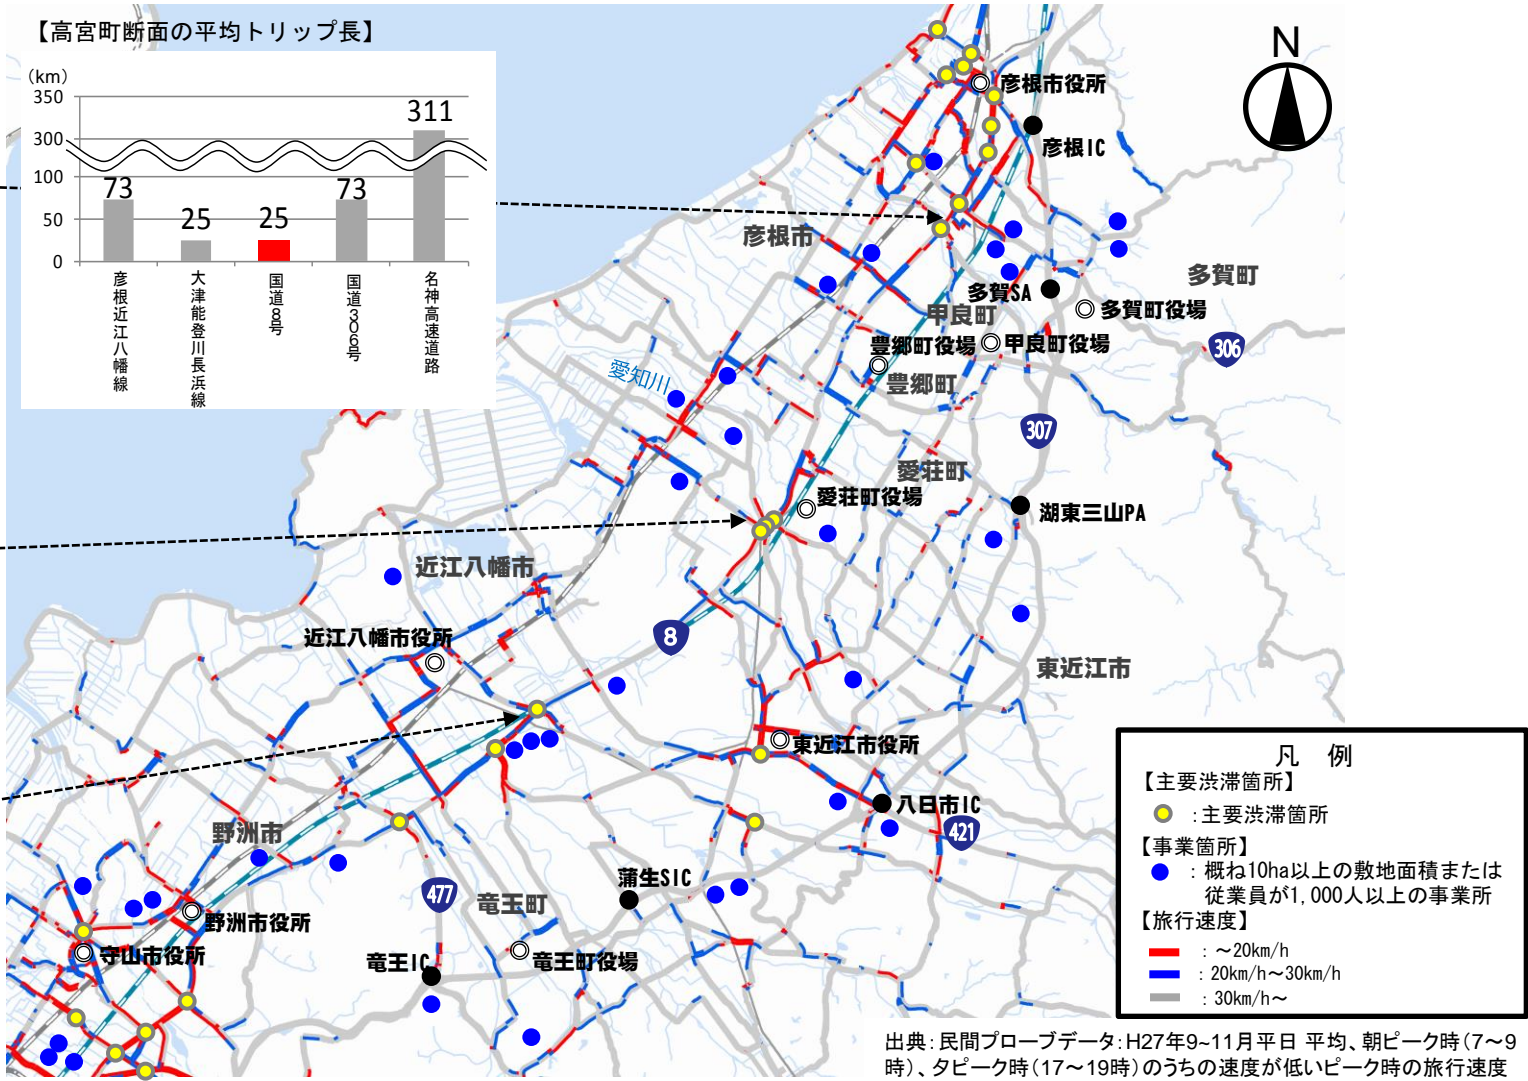 【高宮町断面の平均トリップ長】
(km)
350
300
100
50
0
73
25
25
73
311
彦根近江八幡線
大津能登川長浜線
国道8号
国道306号
名神高速道路
N
彦根市役所
彦根IC
彦根市
多賀町
多賀SA
多賀町役場
甲良町
豊郷町役場
甲良町役場
306
豊郷町
愛知川
307
愛荘町
愛荘町役場
湖東三山PA
近江八幡市
近江八幡市役所
8
東近江市
東近江市役所
八日市IC
421
野洲市
蒲生SIC
477
竜王町
野洲市役所
守山市役所
竜王IC
竜王町役場
凡 例
【主要渋滞箇所】
：主要渋滞箇所
【事業箇所】
：概ね10ha以上の敷地面積または
従業員が1,000人以上の事業所
【旅行速度】
：～20km/h
：20km/h～30km/h
：30km/h～
出典：民間プローブデータ：H27年9~11月平日 平均、朝ピーク時（7～9
時）、夕ピーク時（17～19時）のうちの速度が低いピーク時の旅行速度